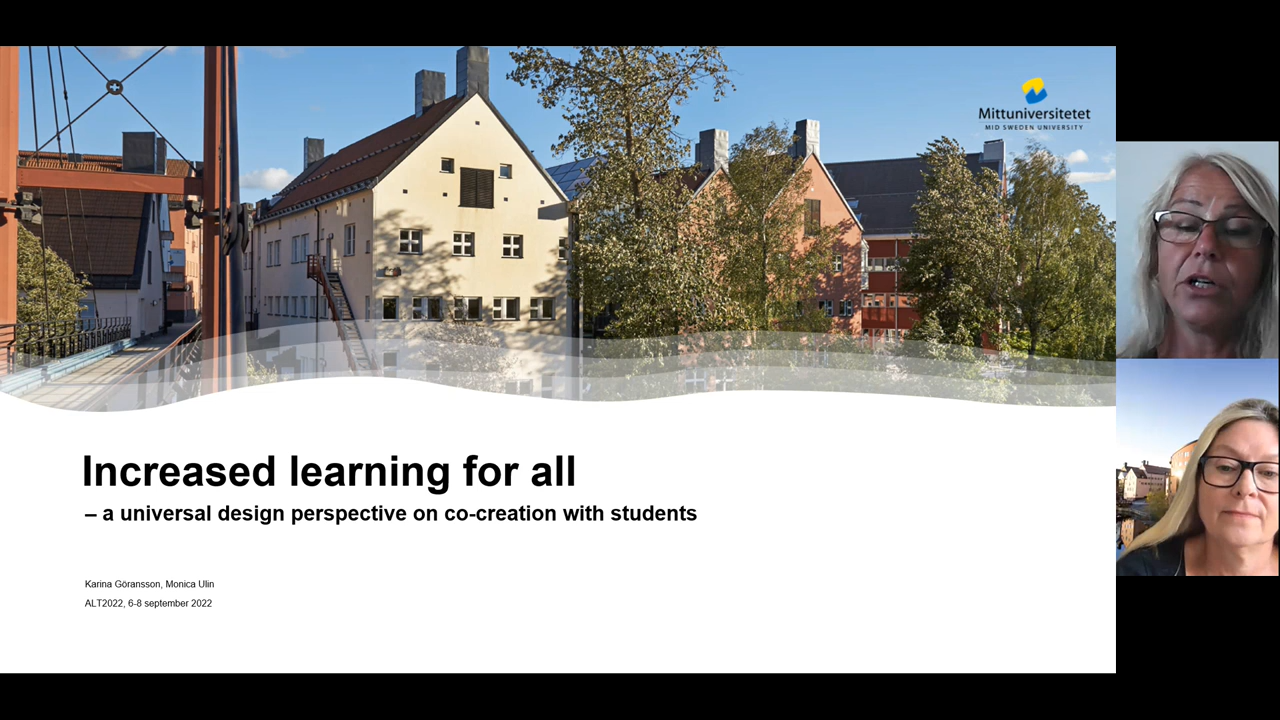 Mittuniversitetet
MID SWEDEN UNIVERSITY
Increased learning for all
– a universal design perspective on co-creation with students
Karina Göransson, Monica Ulin
ALT2022, 6-8 september 2022